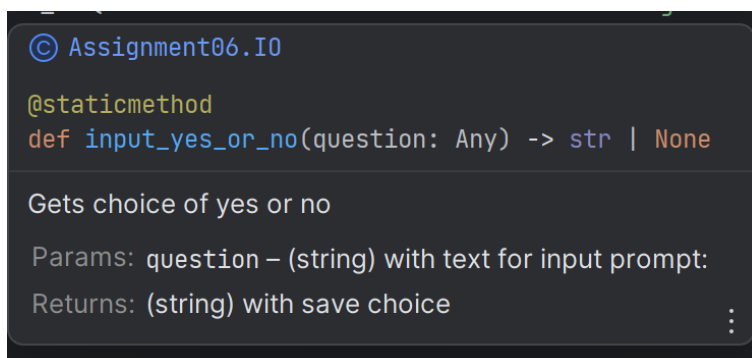 © Assignment06.IO
@staticmethod
def input_yes_or_no(question: Any) -> str | None
Gets choice of yes or no
Params: question – (string) with text for input prompt:
Returns: (string) with save choice